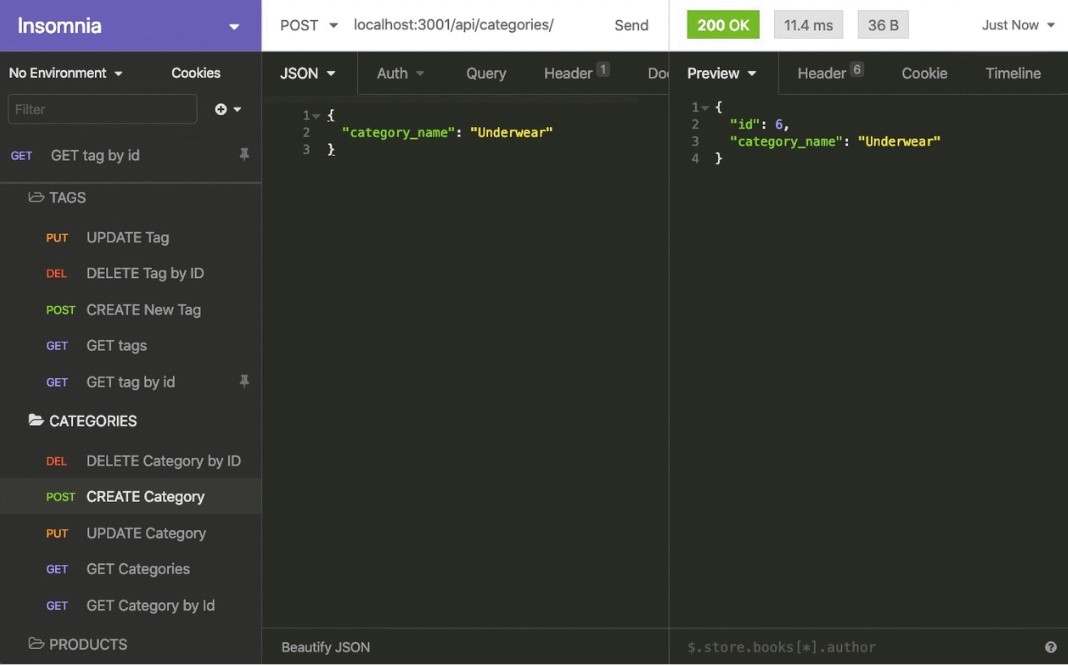 Insomnia
POST localhost:3001/api/categories/ Send
200 OK 11.4 ms 36 B Just Now
No Environment Cookies
JSON Auth Query Header 1 Do
Preview Header 6 Cookie Timeline
Filter
GET GET tag by id
TAGS
PUT UPDATE Tag
DEL DELETE Tag by ID
POST CREATE New Tag
GET GET tags
GET GET tag by id
CATEGORIES
DEL DELETE Category by ID
POST CREATE Category
PUT UPDATE Category
GET GET Categories
GET GET Category by Id
PRODUCTS
1 {
2 "category_name": "Underwear"
3 }
Beautify JSON
1 {
2 "id": 6,
3 "category_name": "Underwear"
4 }
$.store.books[*].author